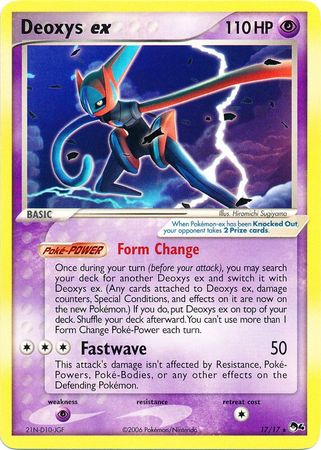 Deoxys ex 110 HP
BASIC
Illus. Hiromichi Sugiyama
When Pokémon-ex has been Knocked Out,
your opponent takes 2 Prize cards.
Poké-POWER Form Change
Once during your turn (before your attack), you may search
your deck for another Deoxys ex and switch it with
Deoxys ex. (Any cards attached to Deoxys ex, damage
counters, Special Conditions, and effects on it are now on
the new Pokémon.) If you do, put Deoxys ex on top of your
deck. Shuffle your deck afterward. You can't use more than 1
Form Change Poké-Power each turn.
Fastwave 50
This attack's damage isn't affected by Resistance, Poké-
Powers, Poké-Bodies, or any other effects on the
Defending Pokémon.
weakness resistance retreat cost
21N-D10-JGF ©2006 Pokémon/Nintendo 17/17